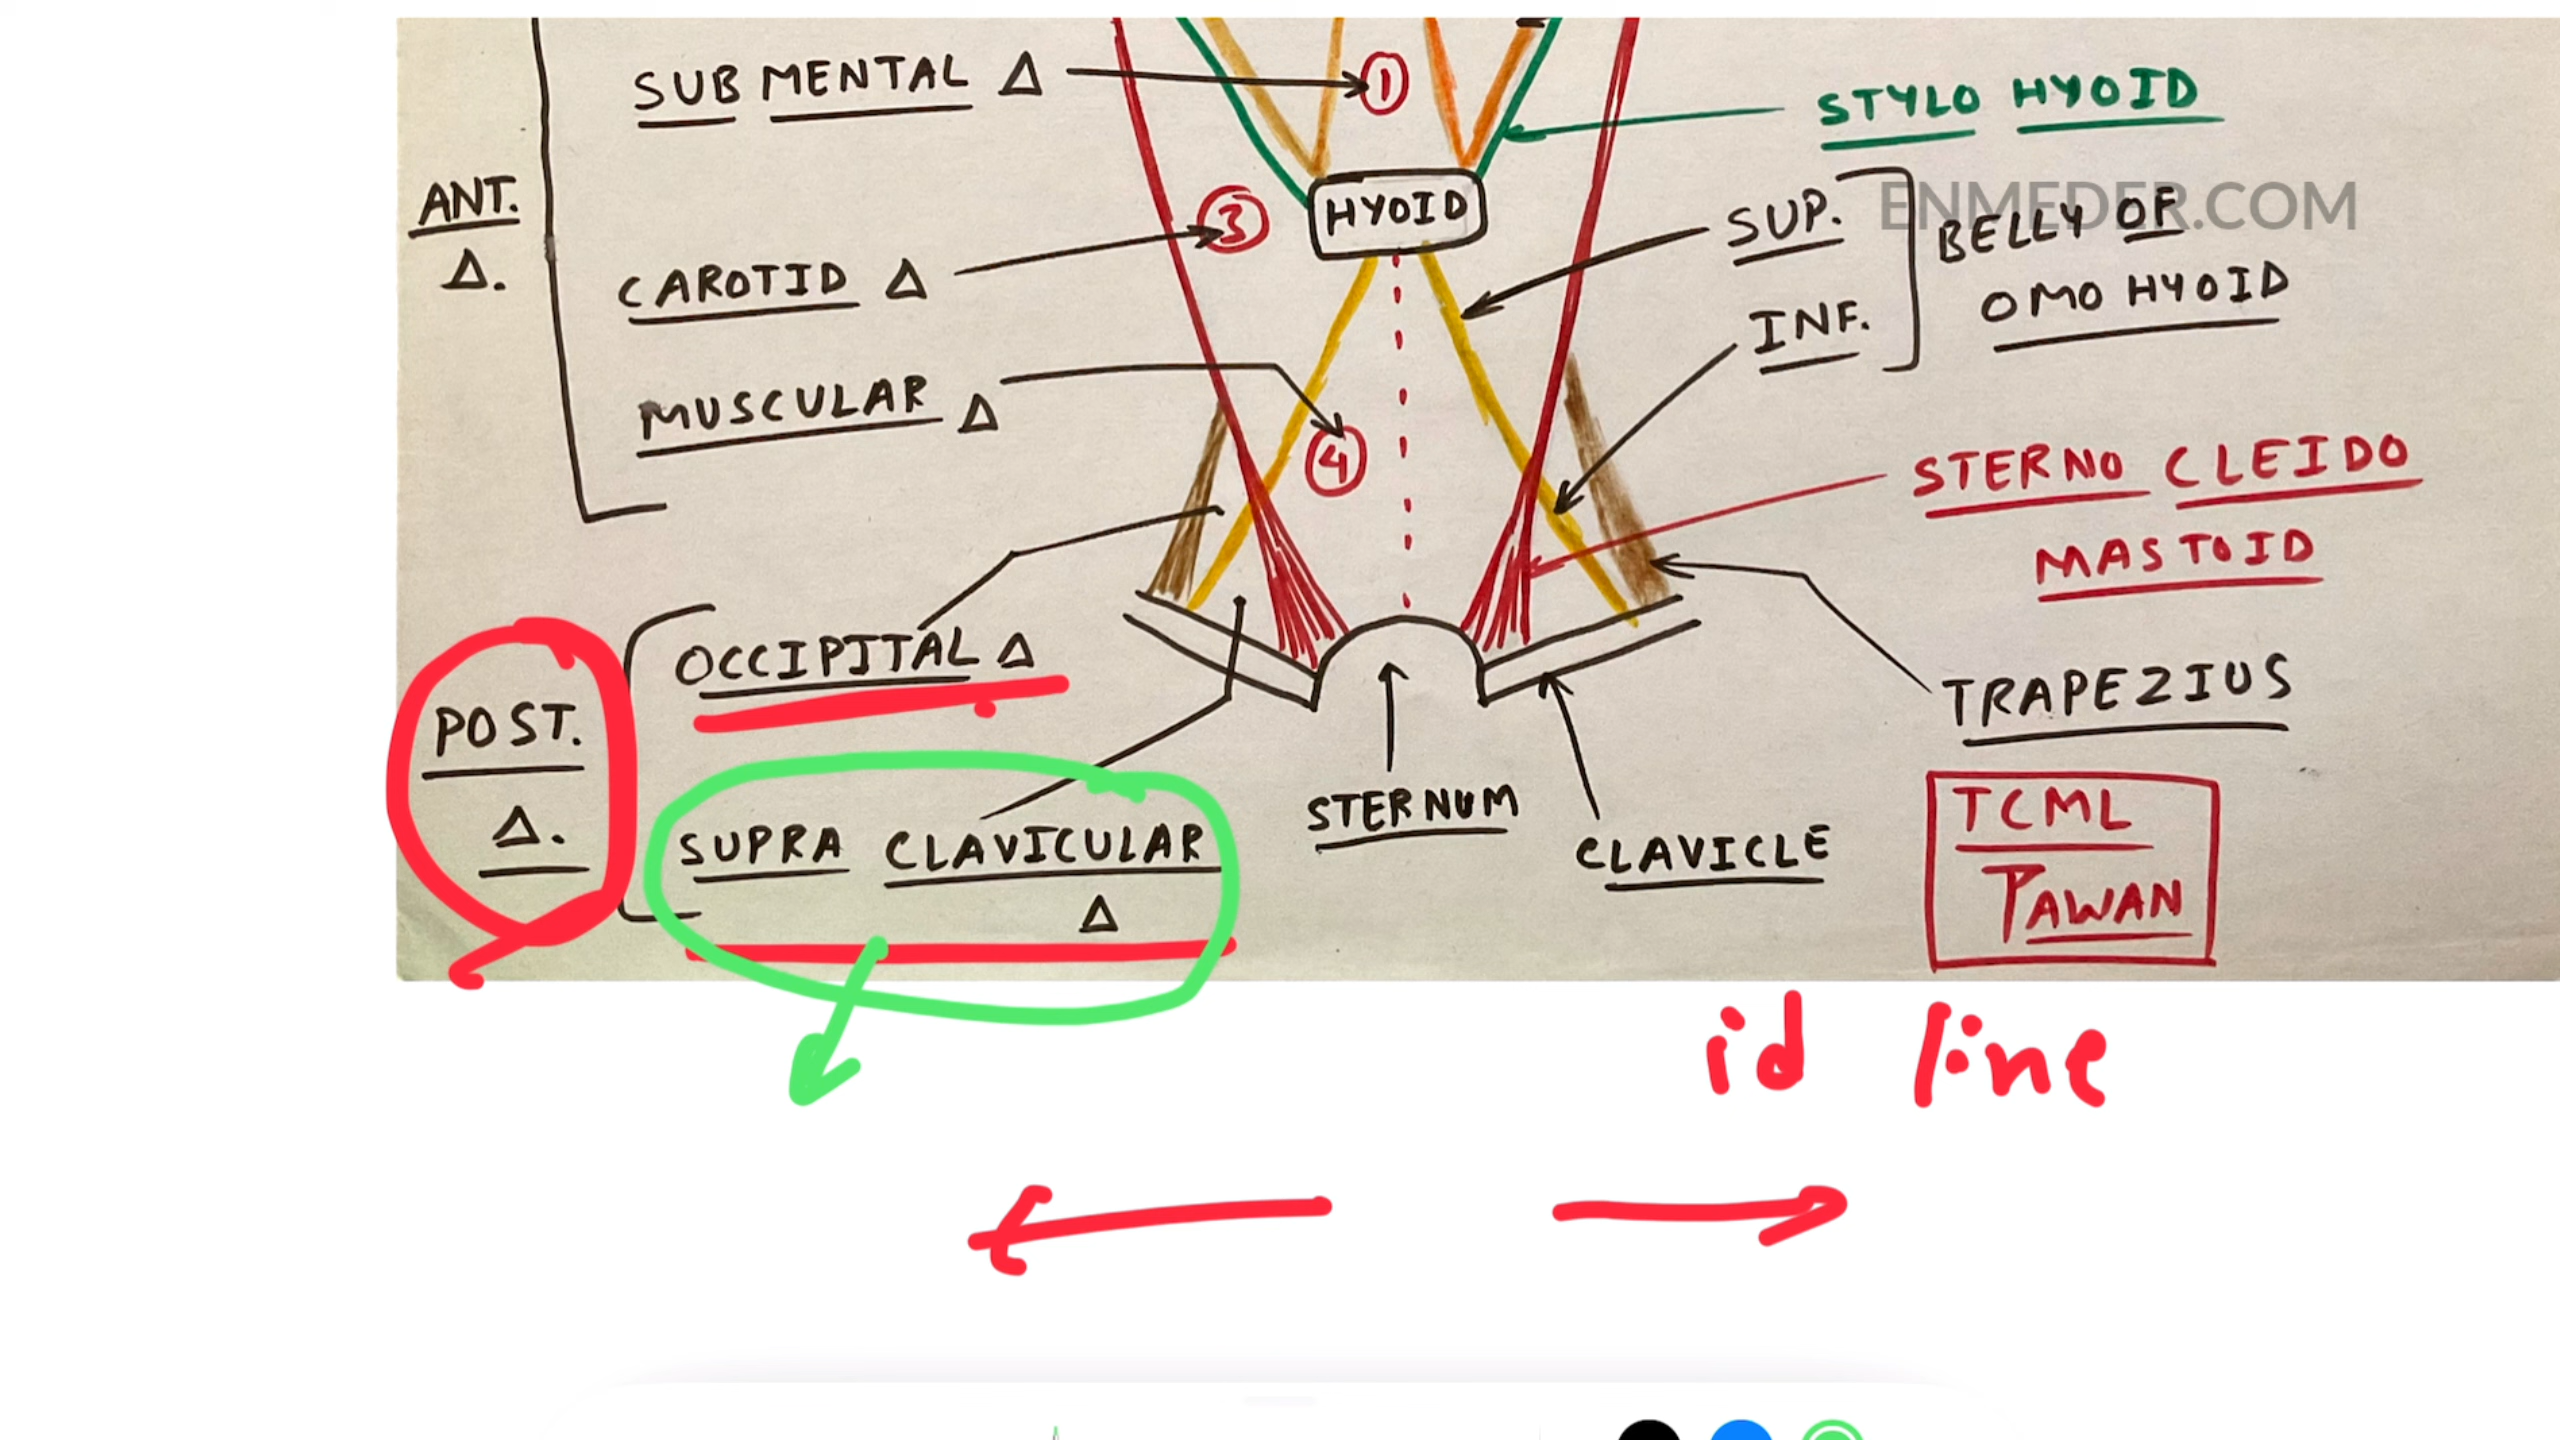 SUB MENTAL Δ
1
STYLO HYOID
ANT.
Δ.
3
HYOID
SUP.
INF.
BELLY OF
OMO HYOID
ENMEDER.COM
CAROTID Δ
MUSCULAR Δ
4
STERNO CLEIDO
MASTOID
POST.
Δ.
OCCIPITAL Δ
SUPRA CLAVICULAR
Δ
STERNUM
CLAVICLE
TRAPEZIUS
TCML
PAWAN
id line